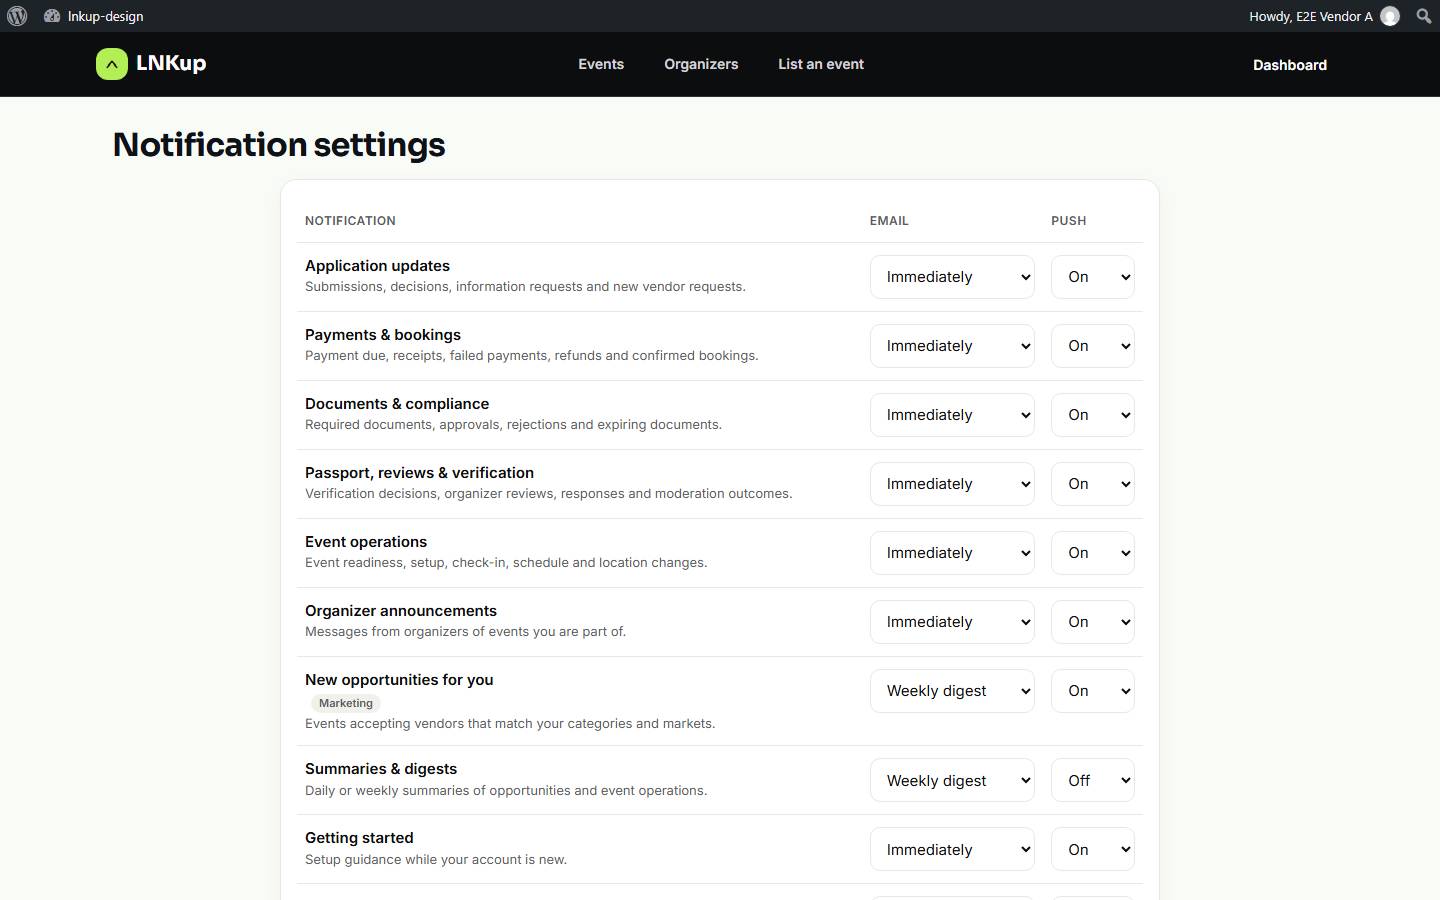 lnkup-design
Howdy, E2E Vendor A
LNKup
Events
Organizers
List an event
Dashboard
Notification settings
NOTIFICATION
EMAIL
PUSH
Application updates
Submissions, decisions, information requests and new vendor requests.
Immediately
On
Payments & bookings
Payment due, receipts, failed payments, refunds and confirmed bookings.
Immediately
On
Documents & compliance
Required documents, approvals, rejections and expiring documents.
Immediately
On
Passport, reviews & verification
Verification decisions, organizer reviews, responses and moderation outcomes.
Immediately
On
Event operations
Event readiness, setup, check-in, schedule and location changes.
Immediately
On
Organizer announcements
Messages from organizers of events you are part of.
Immediately
On
New opportunities for you
Marketing
Events accepting vendors that match your categories and markets.
Weekly digest
On
Summaries & digests
Daily or weekly summaries of opportunities and event operations.
Weekly digest
Off
Getting started
Setup guidance while your account is new.
Immediately
On